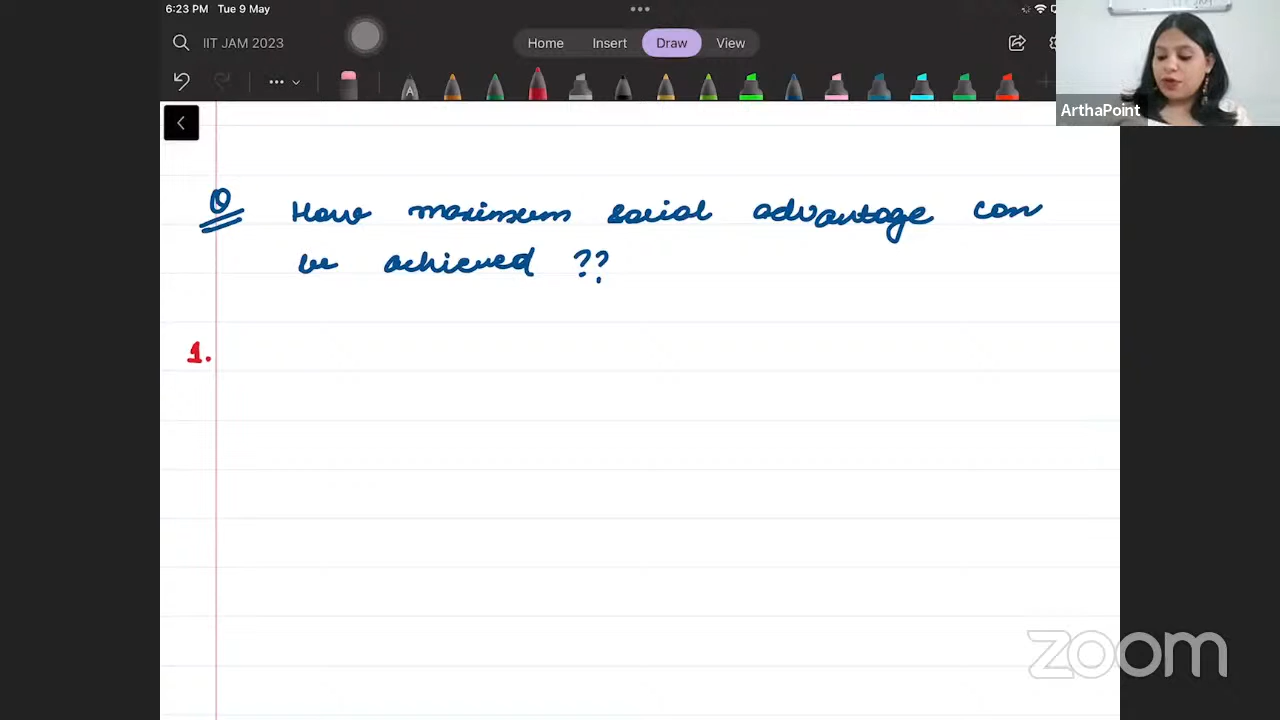 6:23 PM Tue 9 May
IIT JAM 2023
Home Insert Draw View
A
ArthaPoint
Q How maximum social advantage can
be achieved ??
1.
zoom